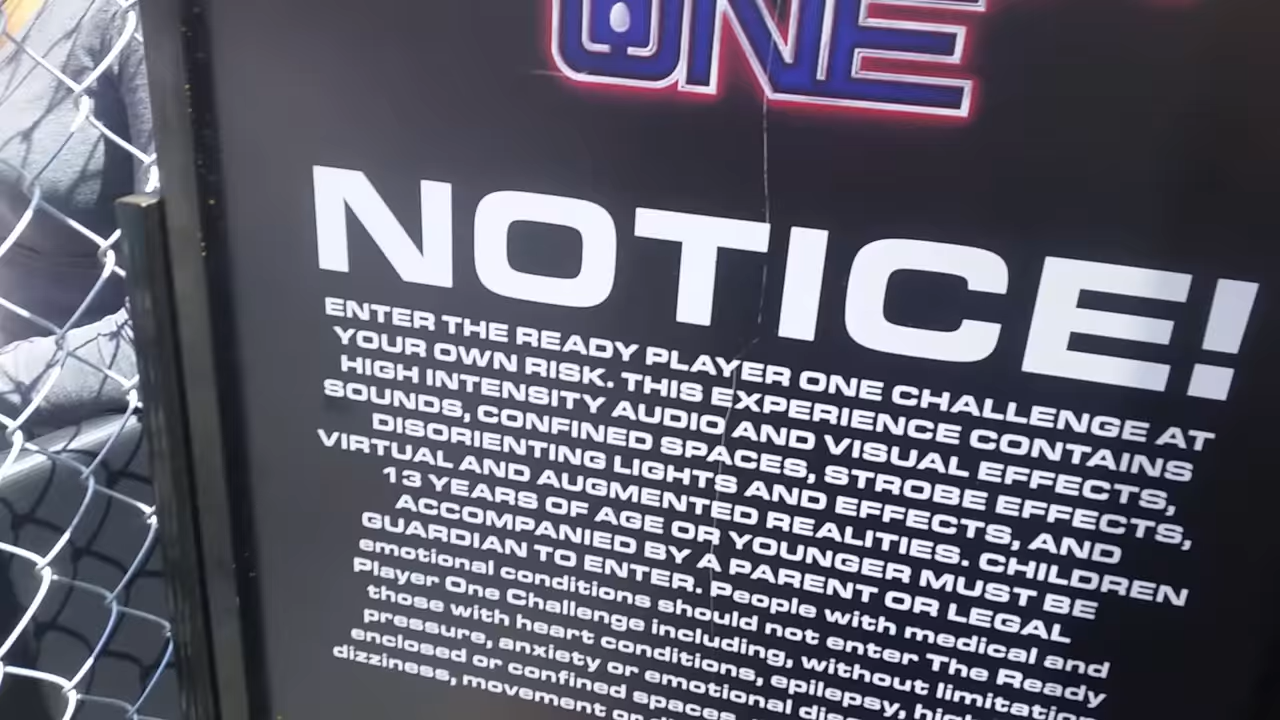 ONE
NOTICE!
ENTER THE READY PLAYER ONE CHALLENGE AT
YOUR OWN RISK. THIS EXPERIENCE CONTAINS
HIGH INTENSITY AUDIO AND VISUAL EFFECTS,
SOUNDS, CONFINED SPACES, STROBE EFFECTS,
DISORIENTING LIGHTS AND EFFECTS, AND
VIRTUAL AND AUGMENTED REALITIES. CHILDREN
13 YEARS OF AGE OR YOUNGER MUST BE
ACCOMPANIED BY A PARENT OR LEGAL
GUARDIAN TO ENTER. People with medical and
emotional conditions should not enter The Ready
Player One Challenge including, without limitation
those with heart conditions, epilepsy, high
pressure, anxiety or emotional
enclosed or confined spaces
dizziness, movement or